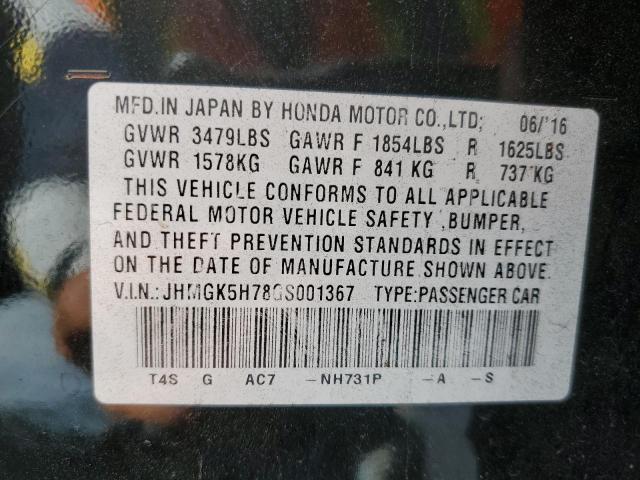 MFD.IN JAPAN BY HONDA MOTOR CO.,LTD; 06/'16
GVWR 3479LBS GAWR F 1854LBS R 1625LBS
GVWR 1578KG GAWR F 841 KG R 737 KG
THIS VEHICLE CONFORMS TO ALL APPLICABLE
FEDERAL MOTOR VEHICLE SAFETY ,BUMPER,
AND THEFT PREVENTION STANDARDS IN EFFECT
ON THE DATE OF MANUFACTURE SHOWN ABOVE.
V.I.N.:JHMGK5H78GS001367 TYPE:PASSENGER CAR
T4S G AC7 -NH731P -A -S